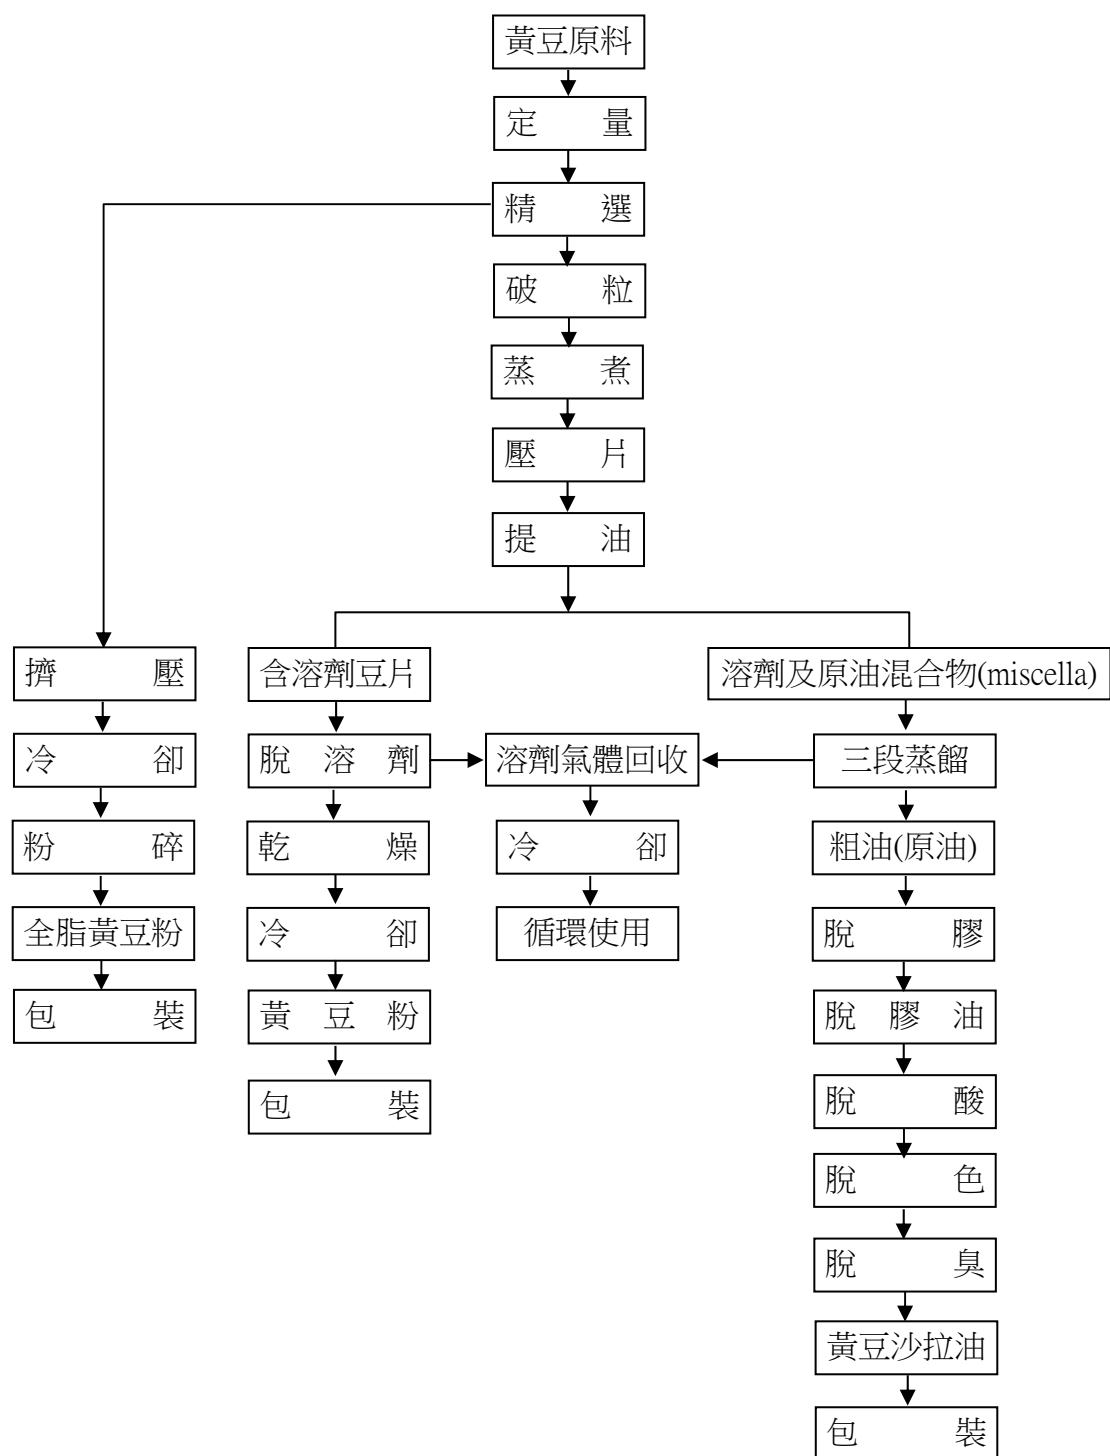 黃豆原料
定量
精選
破粒
蒸煮
壓片
提油
擠壓
冷卻
粉碎
全脂黃豆粉
包裝
含溶劑豆片
脫溶劑
乾燥
冷卻
黃豆粉
包裝
溶劑氣體回收
冷卻
循環使用
溶劑及原油混合物(miscella)
三段蒸餾
粗油(原油)
脫膠
脫膠油
脫酸
脫色
脫臭
黃豆沙拉油
包裝